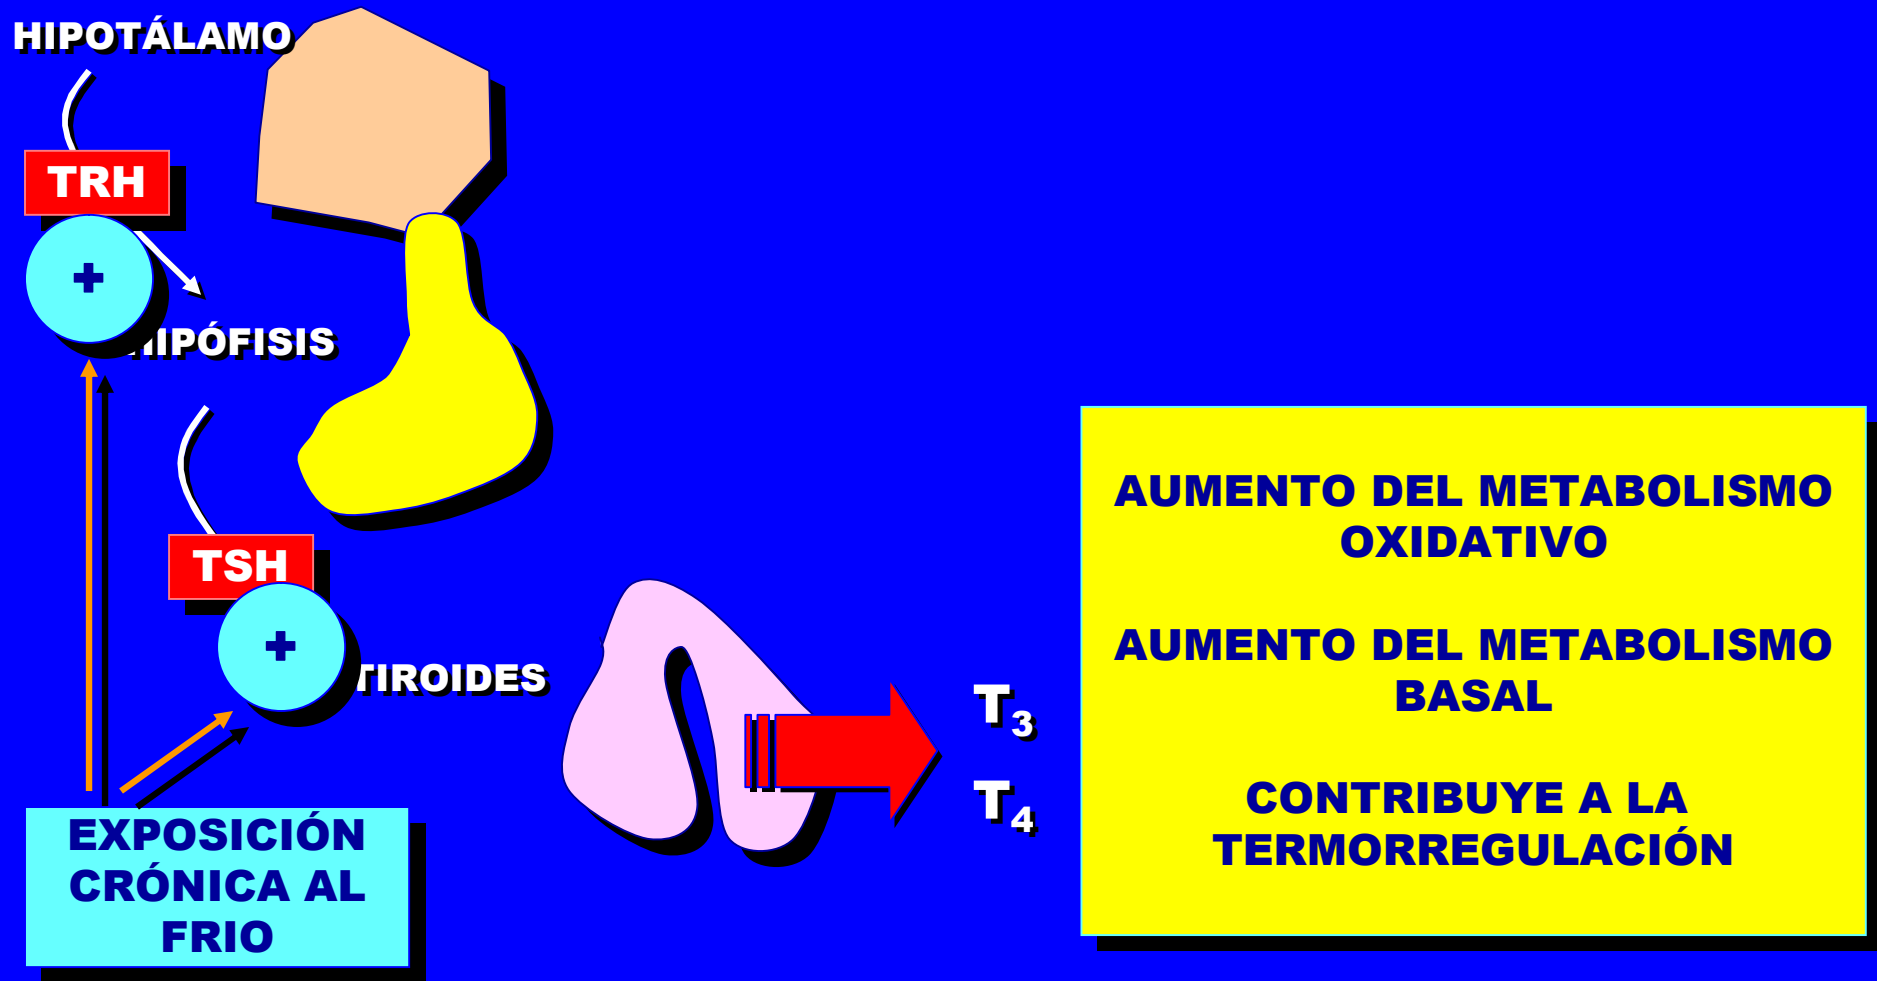 HIPOTÁLAMO
TRH
+
HIPÓFISIS
TSH
+
TIROIDES
EXPOSICIÓN
CRÓNICA AL
FRIO
T3
T4
AUMENTO DEL METABOLISMO
OXIDATIVO
AUMENTO DEL METABOLISMO
BASAL
CONTRIBUYE A LA
TERMORREGULACIÓN